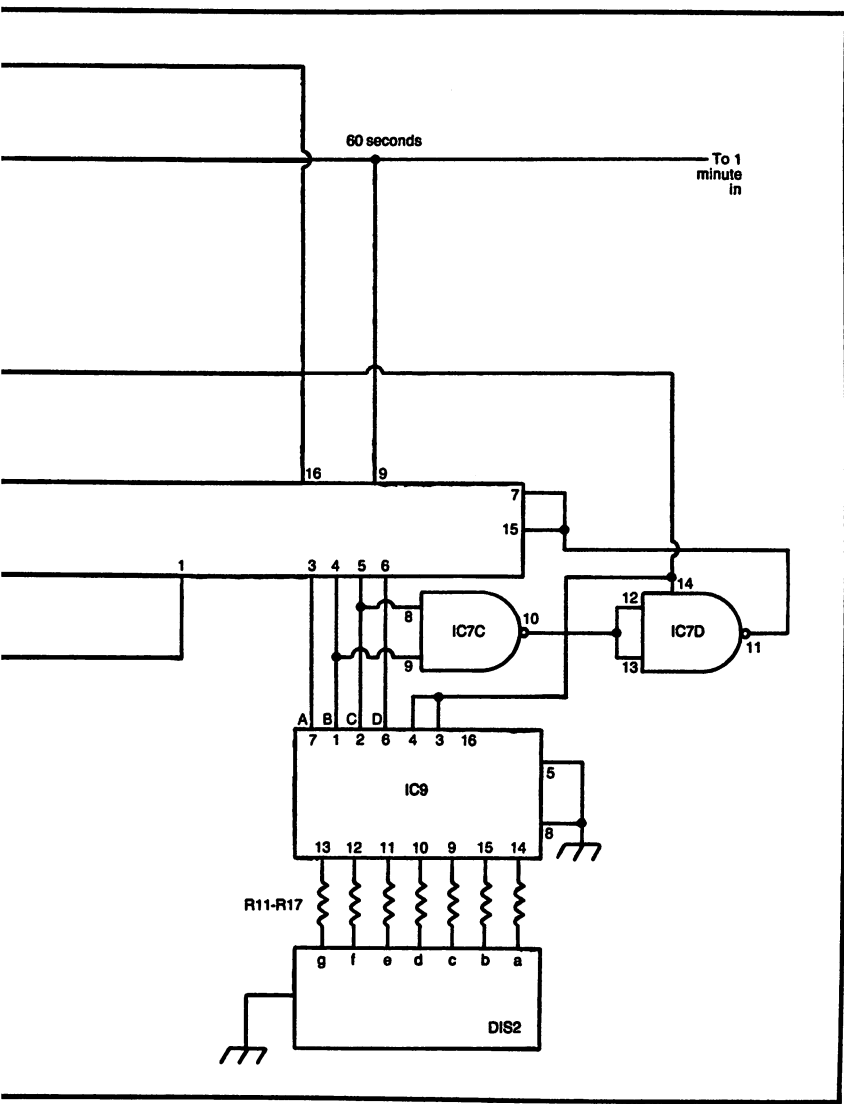 60 seconds
To 1
minute
in
16 9
7
15
1 3 4 5 6
14
12
8 IC7C 10 IC7D
11
9 13
A B C D
7 1 2 6 4 3 16
5
IC9
8
13 12 11 10 9 15 14
R11-R17
g f e d c b a
DIS2